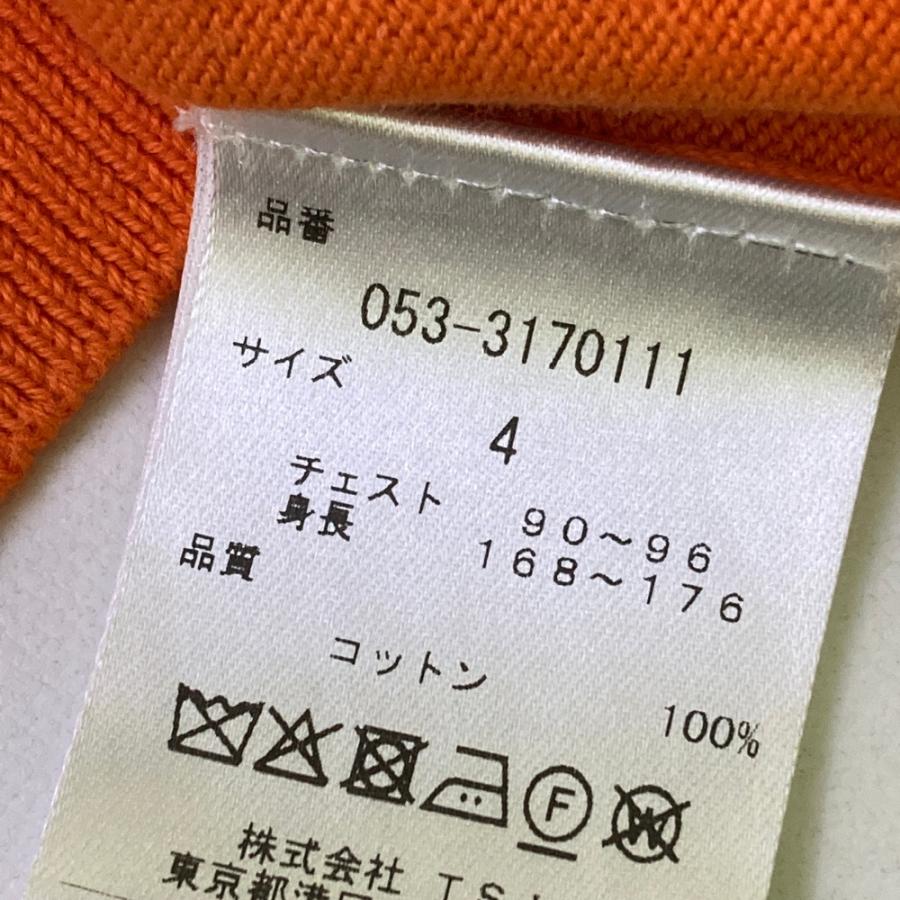 品番
053-3170111
サイズ
4
チェスト 90～96
身長 168～176
品質
コットン 100%
F W
株式会社 TS
東京都港区